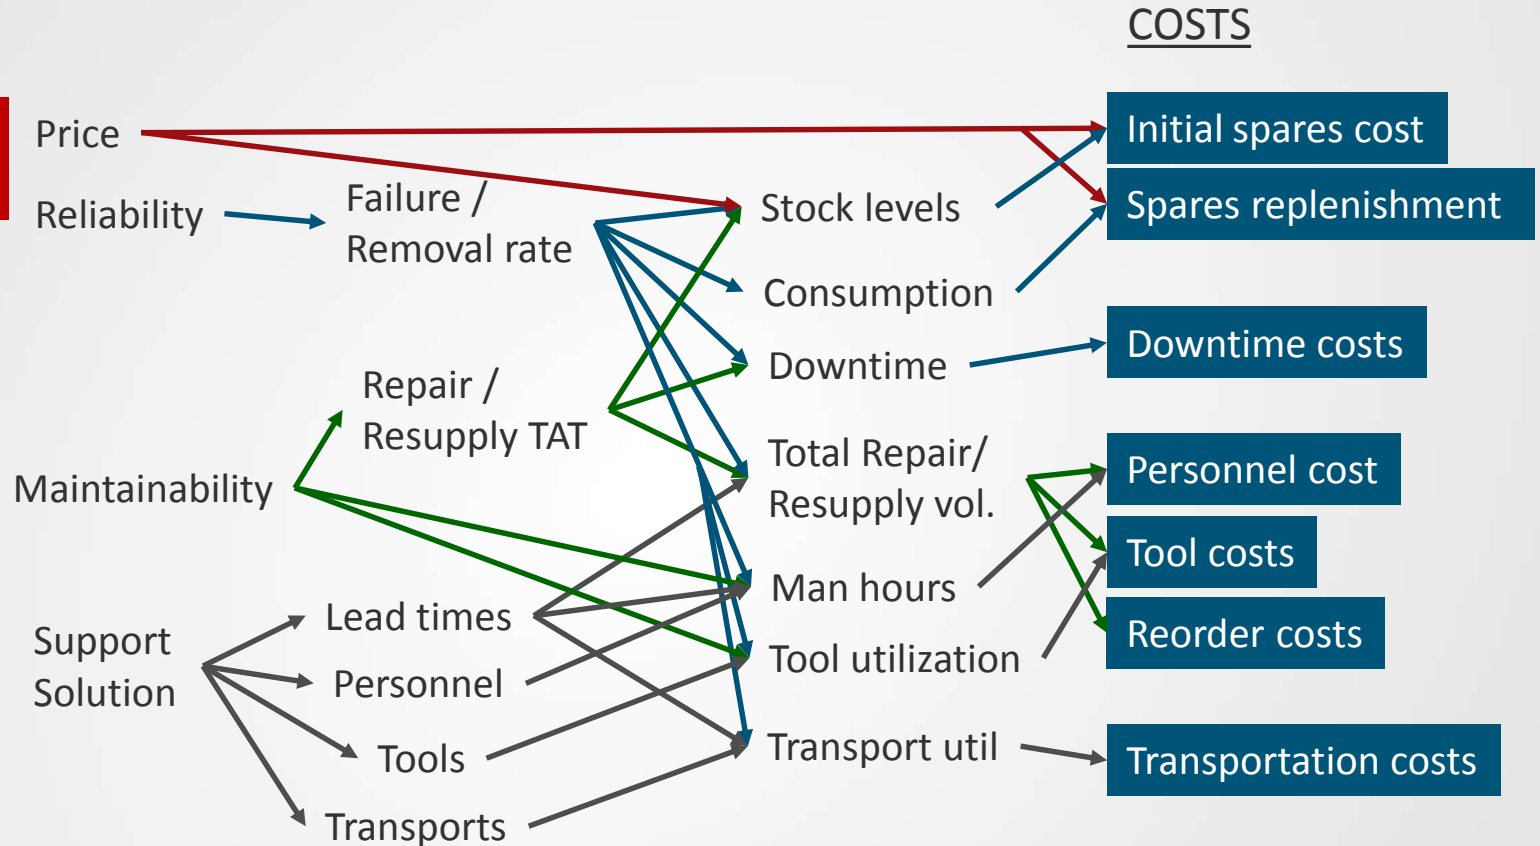 COSTS
Price
Initial spares cost
Reliability
Failure /
Removal rate
Stock levels
Spares replenishment
Consumption
Downtime
Downtime costs
Repair /
Resupply TAT
Total Repair/
Resupply vol.
Personnel cost
Maintainability
Tool costs
Man hours
Lead times
Reorder costs
Support
Solution
Personnel
Tool utilization
Tools
Transport util
Transportation costs
Transports